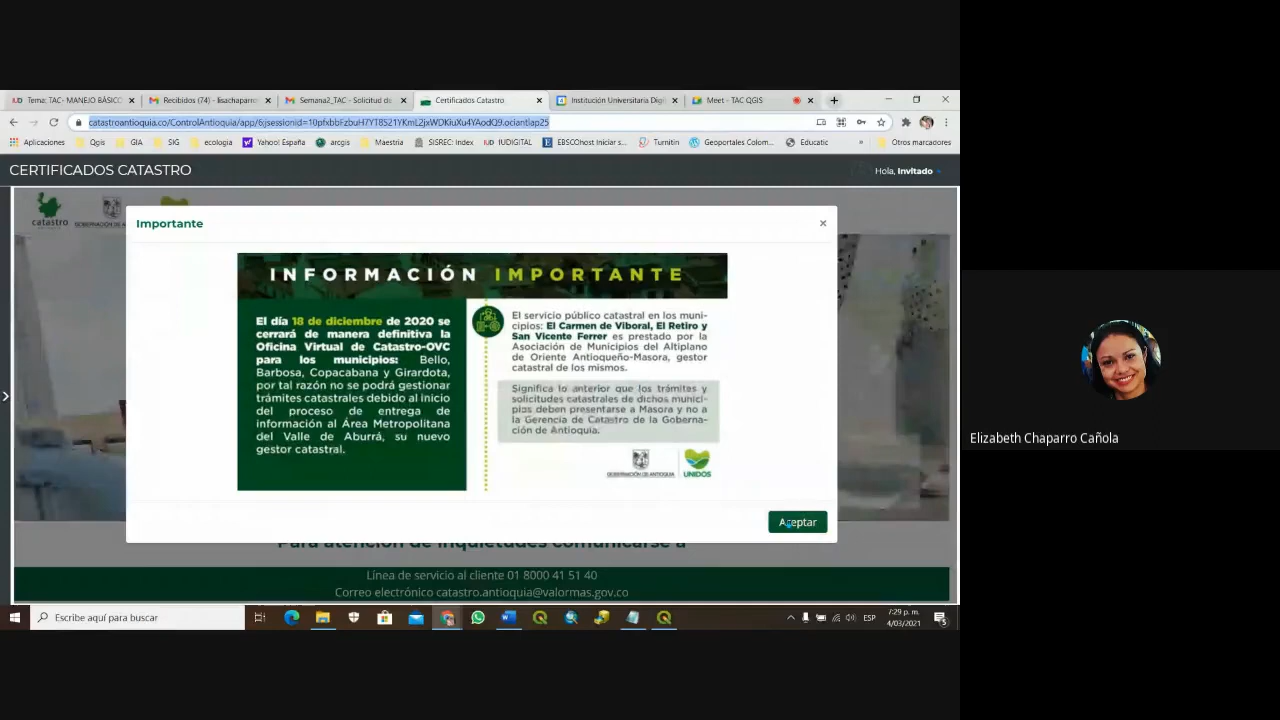 Tema: TAC- MANEJO BÁSICO
Recibidos (74) - lisachaparro
Semana2_TAC - Solicitud de
Certificados Catastro
Institución Universitaria Digi
Meet - TAC QGIS
Aplicaciones
Qgis
GIA
SIG
ecologia
Yahoo! España
arcgis
Maestria
SISREC: Index
IUDIGITAL
EBSCOhost Iniciar s...
Turnitin
Geoportales Colom...
Educatic
»
Otros marcadores
CERTIFICADOS CATASTRO
Hola, Invitado
catastro
Importante
×
INFORMACIÓN IMPORTANTE
El día 18 de diciembre de 2020 se
cerrará de manera definitiva la
Oficina Virtual de Catastro-OVC
para los municipios: Bello,
Barbosa, Copacabana y Girardota,
por tal razón no se podrá gestionar
trámites catastrales debido al inicio
del proceso de entrega de
información al Área Metropolitana
del Valle de Aburrá, su nuevo
gestor catastral.
El servicio público catastral en los muni-
cipios: El Carmen de Viboral, El Retiro y
San Vicente Ferrer es prestado por la
Asociación de Municipios del Altiplano
de Oriente Antioqueño-Masora, gestor
catastral de los mismos.
Significa lo anterior que los trámites y
solicitudes catastrales de dichos munici-
pios deben presentarse a Masora y no a
la Gerencia de Catastro de la Goberna-
ción de Antioquia.
GOBERNACIÓN DE ANTIOQUIA
UNIDOS
Aceptar
Para atención de inquietudes comunicarse a
Línea de servicio al cliente 01 8000 41 51 40
Correo electrónico catastro.antioquia@valormas.gov.co
Elizabeth Chaparro Cañola
Escribe aquí para buscar
ESP
7:29 p. m.
4/03/2021